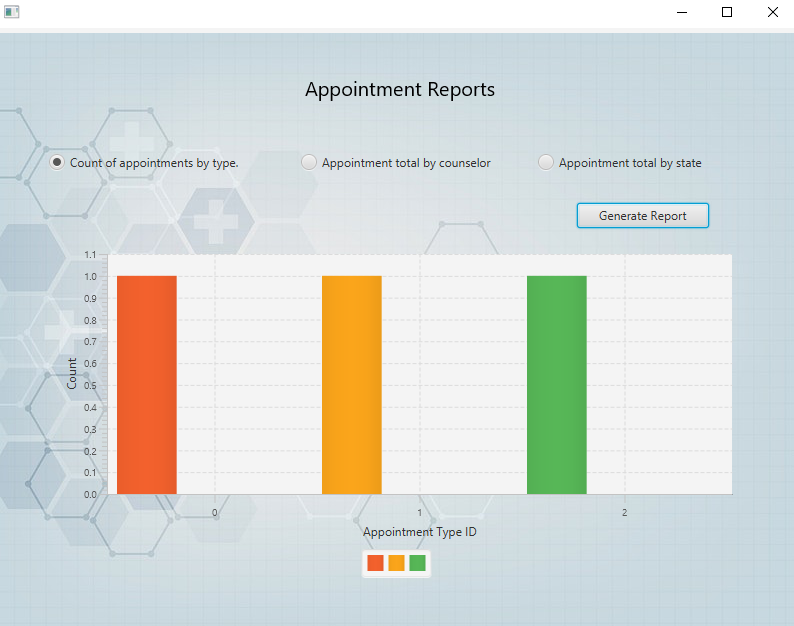 Appointment Reports
Count of appointments by type.
Appointment total by counselor
Appointment total by state
Generate Report
1.1
1.0
0.9
0.8
0.7
0.6
0.5
0.4
0.3
0.2
0.1
0.0
Count
0
1
2
Appointment Type ID